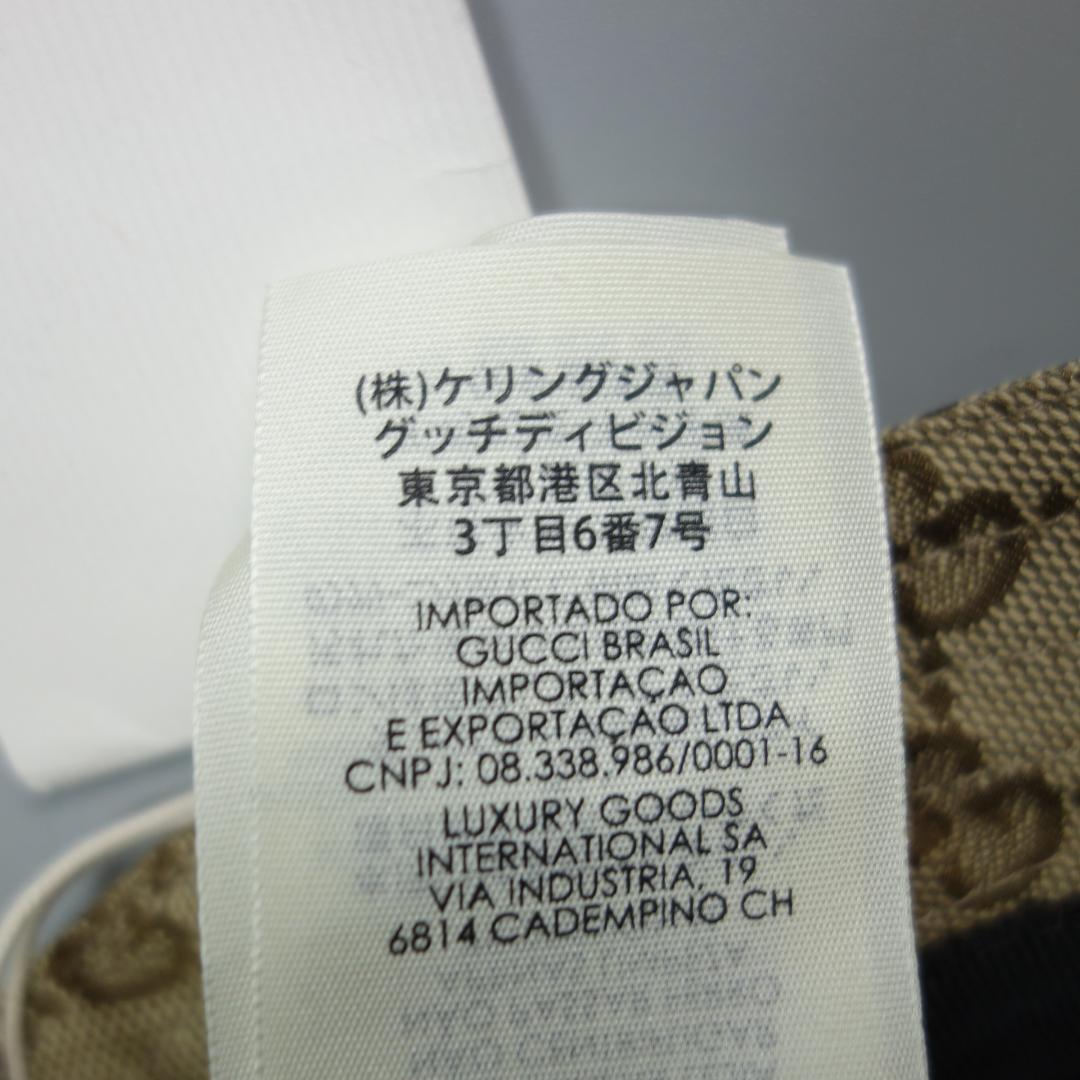 (株)ケリングジャパン
グッチディビジョン
東京都港区北青山
3丁目6番7号
IMPORTADO POR:
GUCCI BRASIL
IMPORTAÇAO
E EXPORTAÇAO LTDA
CNPJ: 08.338.986/0001-16
LUXURY GOODS
INTERNATIONAL SA
VIA INDUSTRIA, 19
6814 CADEMPINO CH